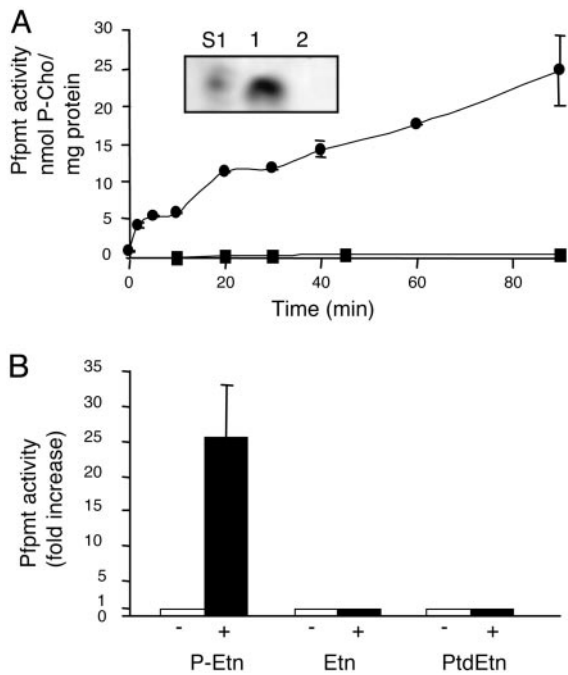 A
Pfpmt activity
nmol P-Cho/
mg protein
30
25
20
15
10
5
0
S1 1 2
0 20 40 60 80
Time (min)
B
Pfpmt activity
(fold increase)
35
30
25
20
15
10
5
1
0
- + - + - +
P-Etn Etn PtdEtn